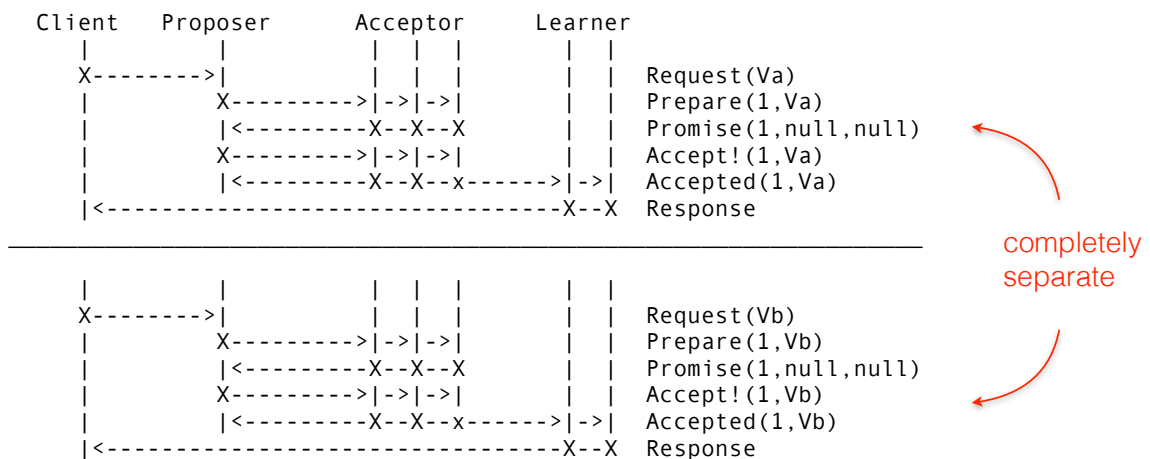 Client Proposer Acceptor Learner
| | | | | | |
X-------->| | | | | | Request(Va)
| X--------->|->|->| | | Prepare(1,Va)
| |<---------X--X--X | | Promise(1,null,null)
| X--------->|->|->| | | Accept!(1,Va)
| |<---------X--X--x------>|->| Accepted(1,Va)
|<---------------------------------X--X Response
completely
separate
| | | | | | |
X-------->| | | | | | Request(Vb)
| X--------->|->|->| | | Prepare(1,Vb)
| |<---------X--X--X | | Promise(1,null,null)
| X--------->|->|->| | | Accept!(1,Vb)
| |<---------X--X--x------>|->| Accepted(1,Vb)
|<---------------------------------X--X Response